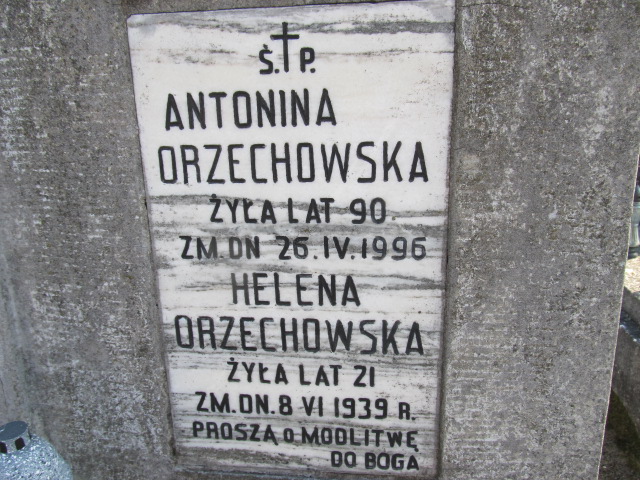 Ś.†P.
ANTONINA
ORZECHOWSKA
ŻYŁA LAT 90.
ZM.DN 26.IV.1996
HELENA
ORZECHOWSKA
ŻYŁA LAT 21
ZM.DN.8 VI 1939 R.
PROSZĄ O MODLITWĘ
DO BOGA